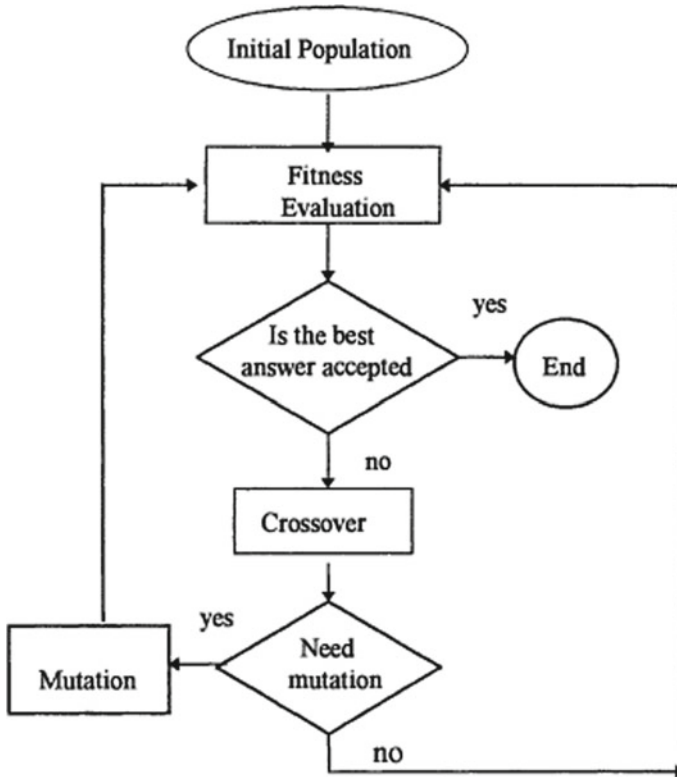 Initial Population
Fitness
Evaluation
Is the best
answer accepted
yes
End
no
Crossover
Need
mutation
yes
Mutation
no